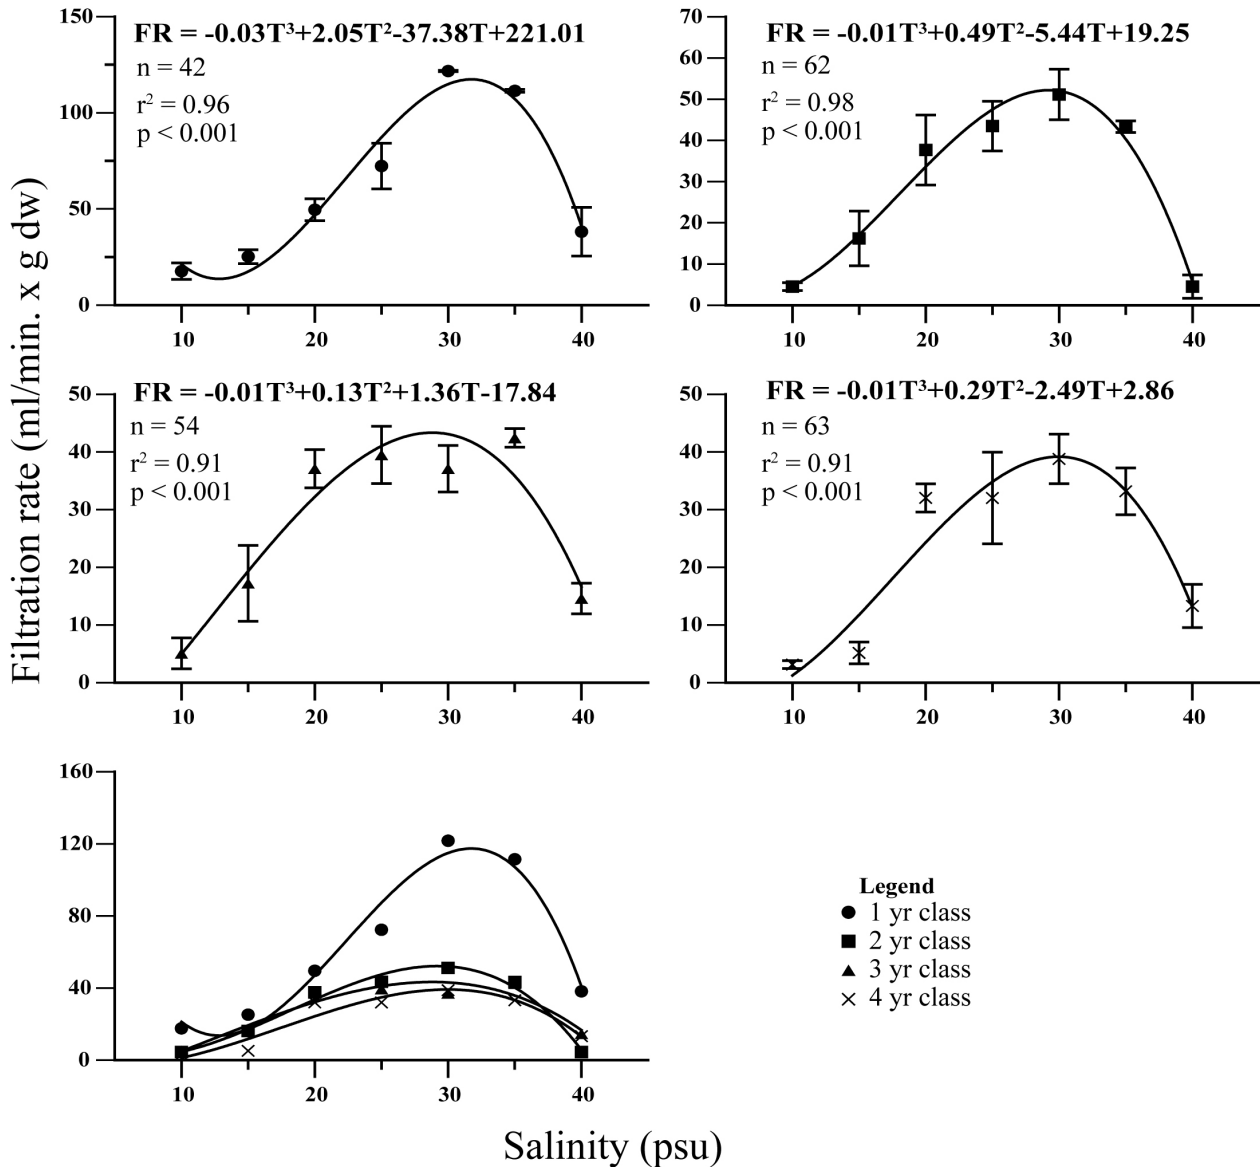 Filtration rate (ml/min. x g dw)
FR = -0.03T³+2.05T²-37.38T+221.01
n = 42
r² = 0.96
p < 0.001
150
100
50
0
10 20 30 40
FR = -0.01T³+0.49T²-5.44T+19.25
n = 62
r² = 0.98
p < 0.001
70
60
50
40
30
20
10
0
10 20 30 40
FR = -0.01T³+0.13T²+1.36T-17.84
n = 54
r² = 0.91
p < 0.001
50
40
30
20
10
0
10 20 30 40
FR = -0.01T³+0.29T²-2.49T+2.86
n = 63
r² = 0.91
p < 0.001
50
40
30
20
10
0
10 20 30 40
160
120
80
40
0
10 20 30 40
Legend
1 yr class
2 yr class
3 yr class
4 yr class
Salinity (psu)